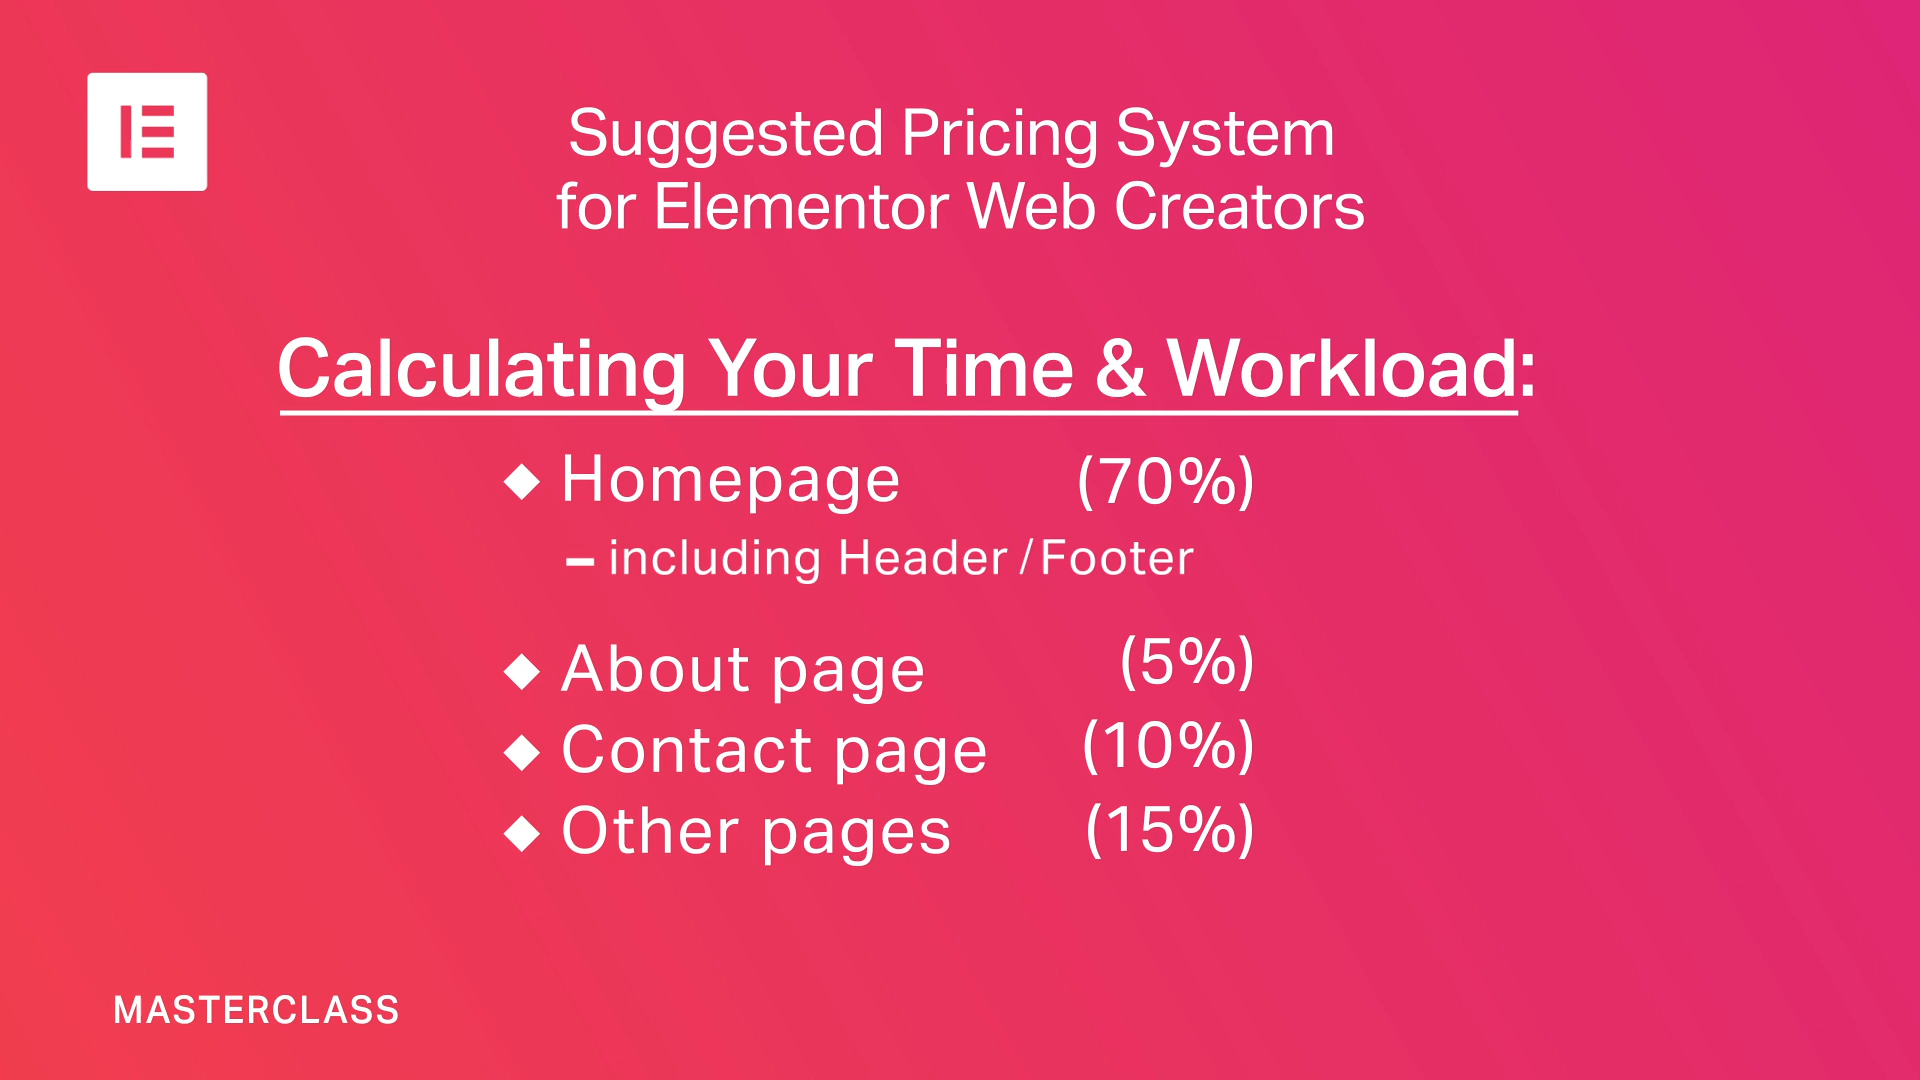 Suggested Pricing System
for Elementor Web Creators
Calculating Your Time & Workload:
◆ Homepage (70%)
– including Header / Footer
◆ About page (5%)
◆ Contact page (10%)
◆ Other pages (15%)
MASTERCLASS